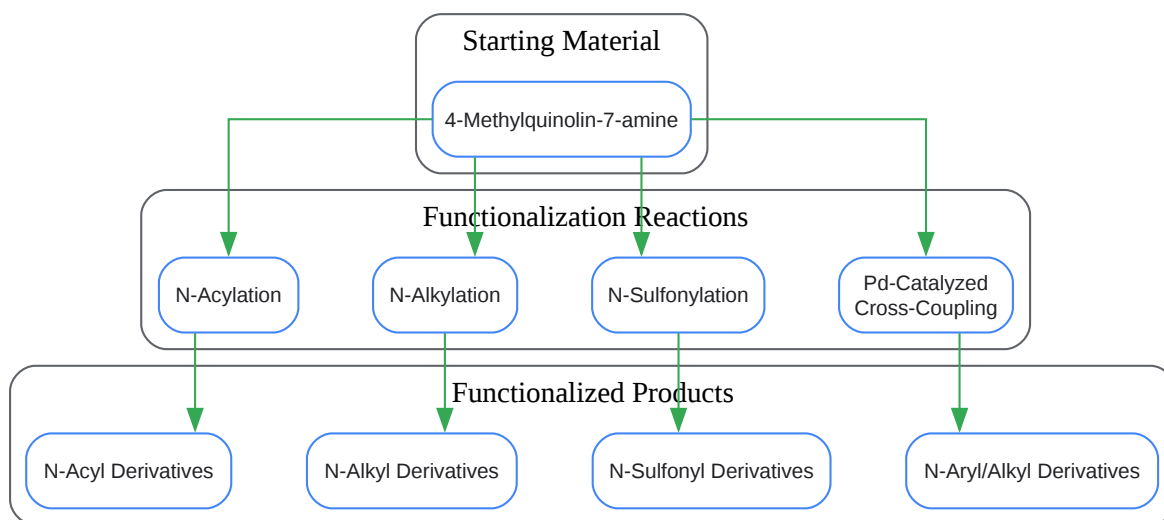 Starting Material
4-Methylquinolin-7-amine
Functionalization Reactions
N-Acylation
N-Alkylation
N-Sulfonylation
Pd-Catalyzed
Cross-Coupling
Functionalized Products
N-Acyl Derivatives
N-Alkyl Derivatives
N-Sulfonyl Derivatives
N-Aryl/Alkyl Derivatives